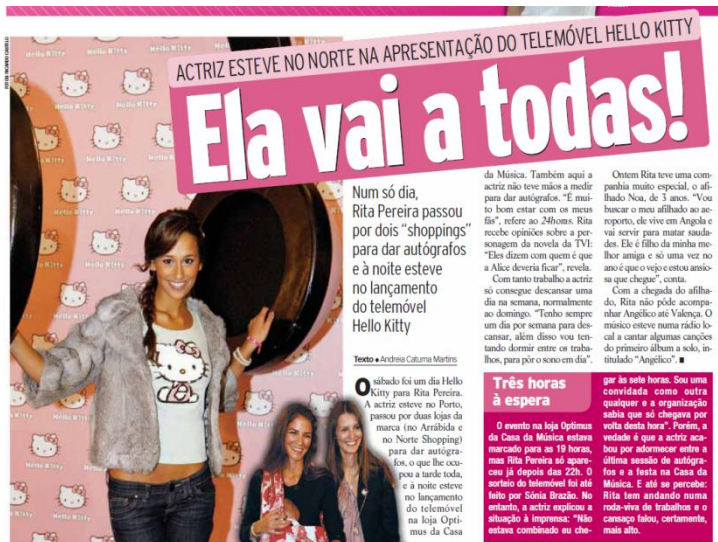 ACTRIZ ESTEVE NO NORTE NA APRESENTAÇÃO DO TELEMÓVEL HELLO KITTY
Ela vai a todas!
Num só dia,
Rita Pereira passou
por dois “shoppings”
para dar autógrafos
e à noite esteve
no lançamento
do telemóvel
Hello Kitty
Texto • Andreia Catuma Martins
O sábado foi um dia Hello
Kitty para Rita Pereira.
A actriz esteve no Porto,
passou por duas lojas da
marca (no Arrábida e
no Norte Shopping)
para dar autógra-
fos, o que lhe ocu-
pou a tarde toda,
e à noite esteve
no lançamento
do telemóvel
na loja Opti-
mus da Casa
da Música. Também aqui a
actriz não teve mãos a medir
para dar autógrafos. “É mui-
to bom estar com os meus
fãs”, refere ao 24horas. Rita
recebe opiniões sobre a per-
sonagem da novela da TVI:
“Eles dizem com quem é que
a Alice deveria ficar”, revela.
Com tanto trabalho a actriz
só consegue descansar uma
dia na semana, normalmente
ao domingo. “Tenho sempre
um dia por semana para des-
cansar, além disso vou ten-
tando dormir entre os traba-
lhos, para pôr o sono em dia”.
Ontem Rita teve uma com-
panhia muito especial, o afi-
lhado Noa, de 3 anos. “Vou
buscar o meu afilhado ao ae-
roporto, ele vive em Angola e
vai servir para matar sauda-
des. Ele é filho da minha me-
lhor amiga e só uma vez no
ano é que o vejo e estou ansio-
sa que chegue”, conta.
Com a chegada do afilha-
do, Rita não pôde acompa-
nhar Angélico até Valença. O
músico esteve numa rádio lo-
cal a cantar algumas canções
do primeiro álbum a solo, in-
titulado “Angélico”. ■
Três horas
à espera
O evento na loja Optimus
da Casa da Música estava
marcado para as 19 horas,
mas Rita Pereira só apare-
ceu já depois das 22h. O
sorteio do telemóvel foi até
feito por Sónia Brazão. No
entanto, a actriz explicou a
situação à imprensa: “Não
estava combinado eu che-
gar às sete horas. Sou uma
convidada como outra
qualquer e a organização
sabia que só chegava por
volta desta hora”. Porém, a
vedade é que a actriz aca-
bou por adormecer entre a
última sessão de autógra-
fos e a festa na Casa da
Música. E até se percebe:
Rita tem andando numa
roda-viva de trabalhos e o
cansaço falou, certamente,
mais alto.